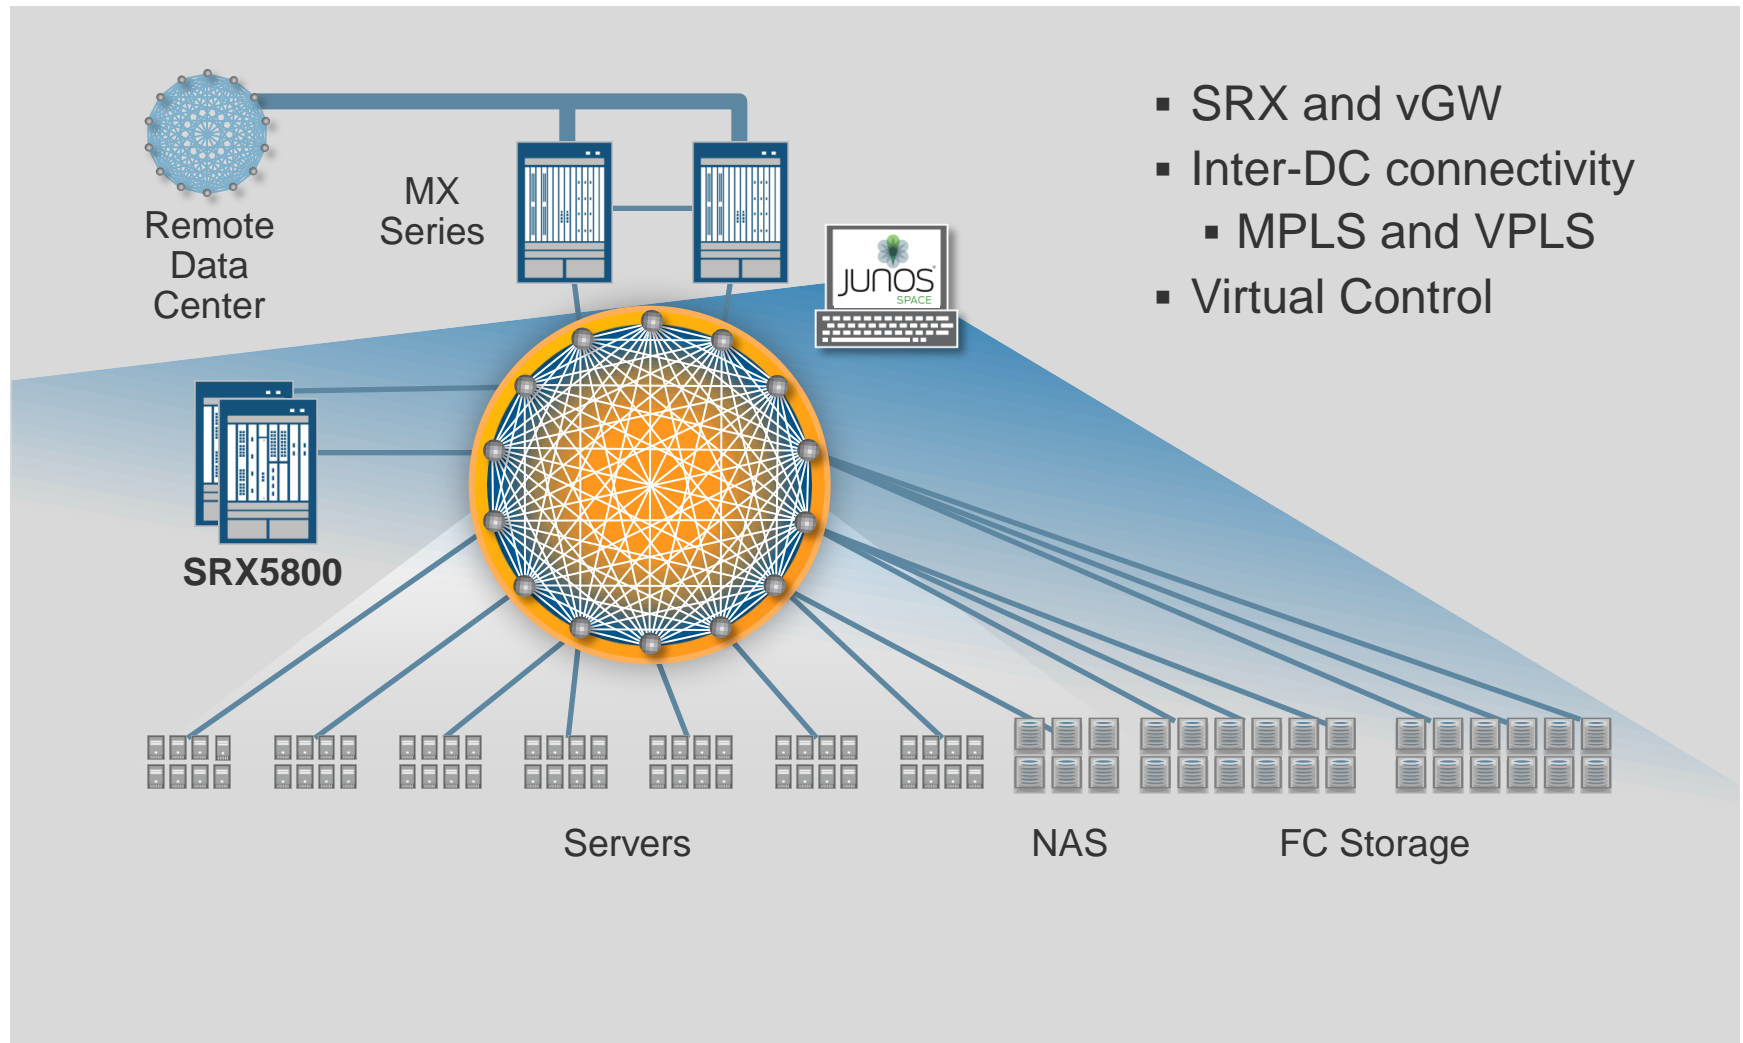 Remote
Data
Center
MX
Series
JUNOS
SPACE
▪ SRX and vGW
▪ Inter-DC connectivity
▪ MPLS and VPLS
▪ Virtual Control
SRX5800
Servers
NAS
FC Storage